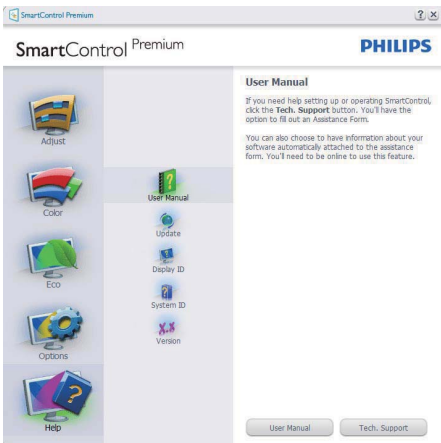 SmartControl Premium
SmartControl Premium
PHILIPS
Adjust
Color
Eco
Options
Help
User Manual
Update
Display ID
System ID
X.X
Version
User Manual
If you need help setting up or operating SmartControl,
click the Tech. Support button. You'll have the
option to fill out an Assistance Form.
You can also choose to have information about your
software automatically attached to the assistance
form. You'll need to be online to use this feature.
User Manual
Tech. Support